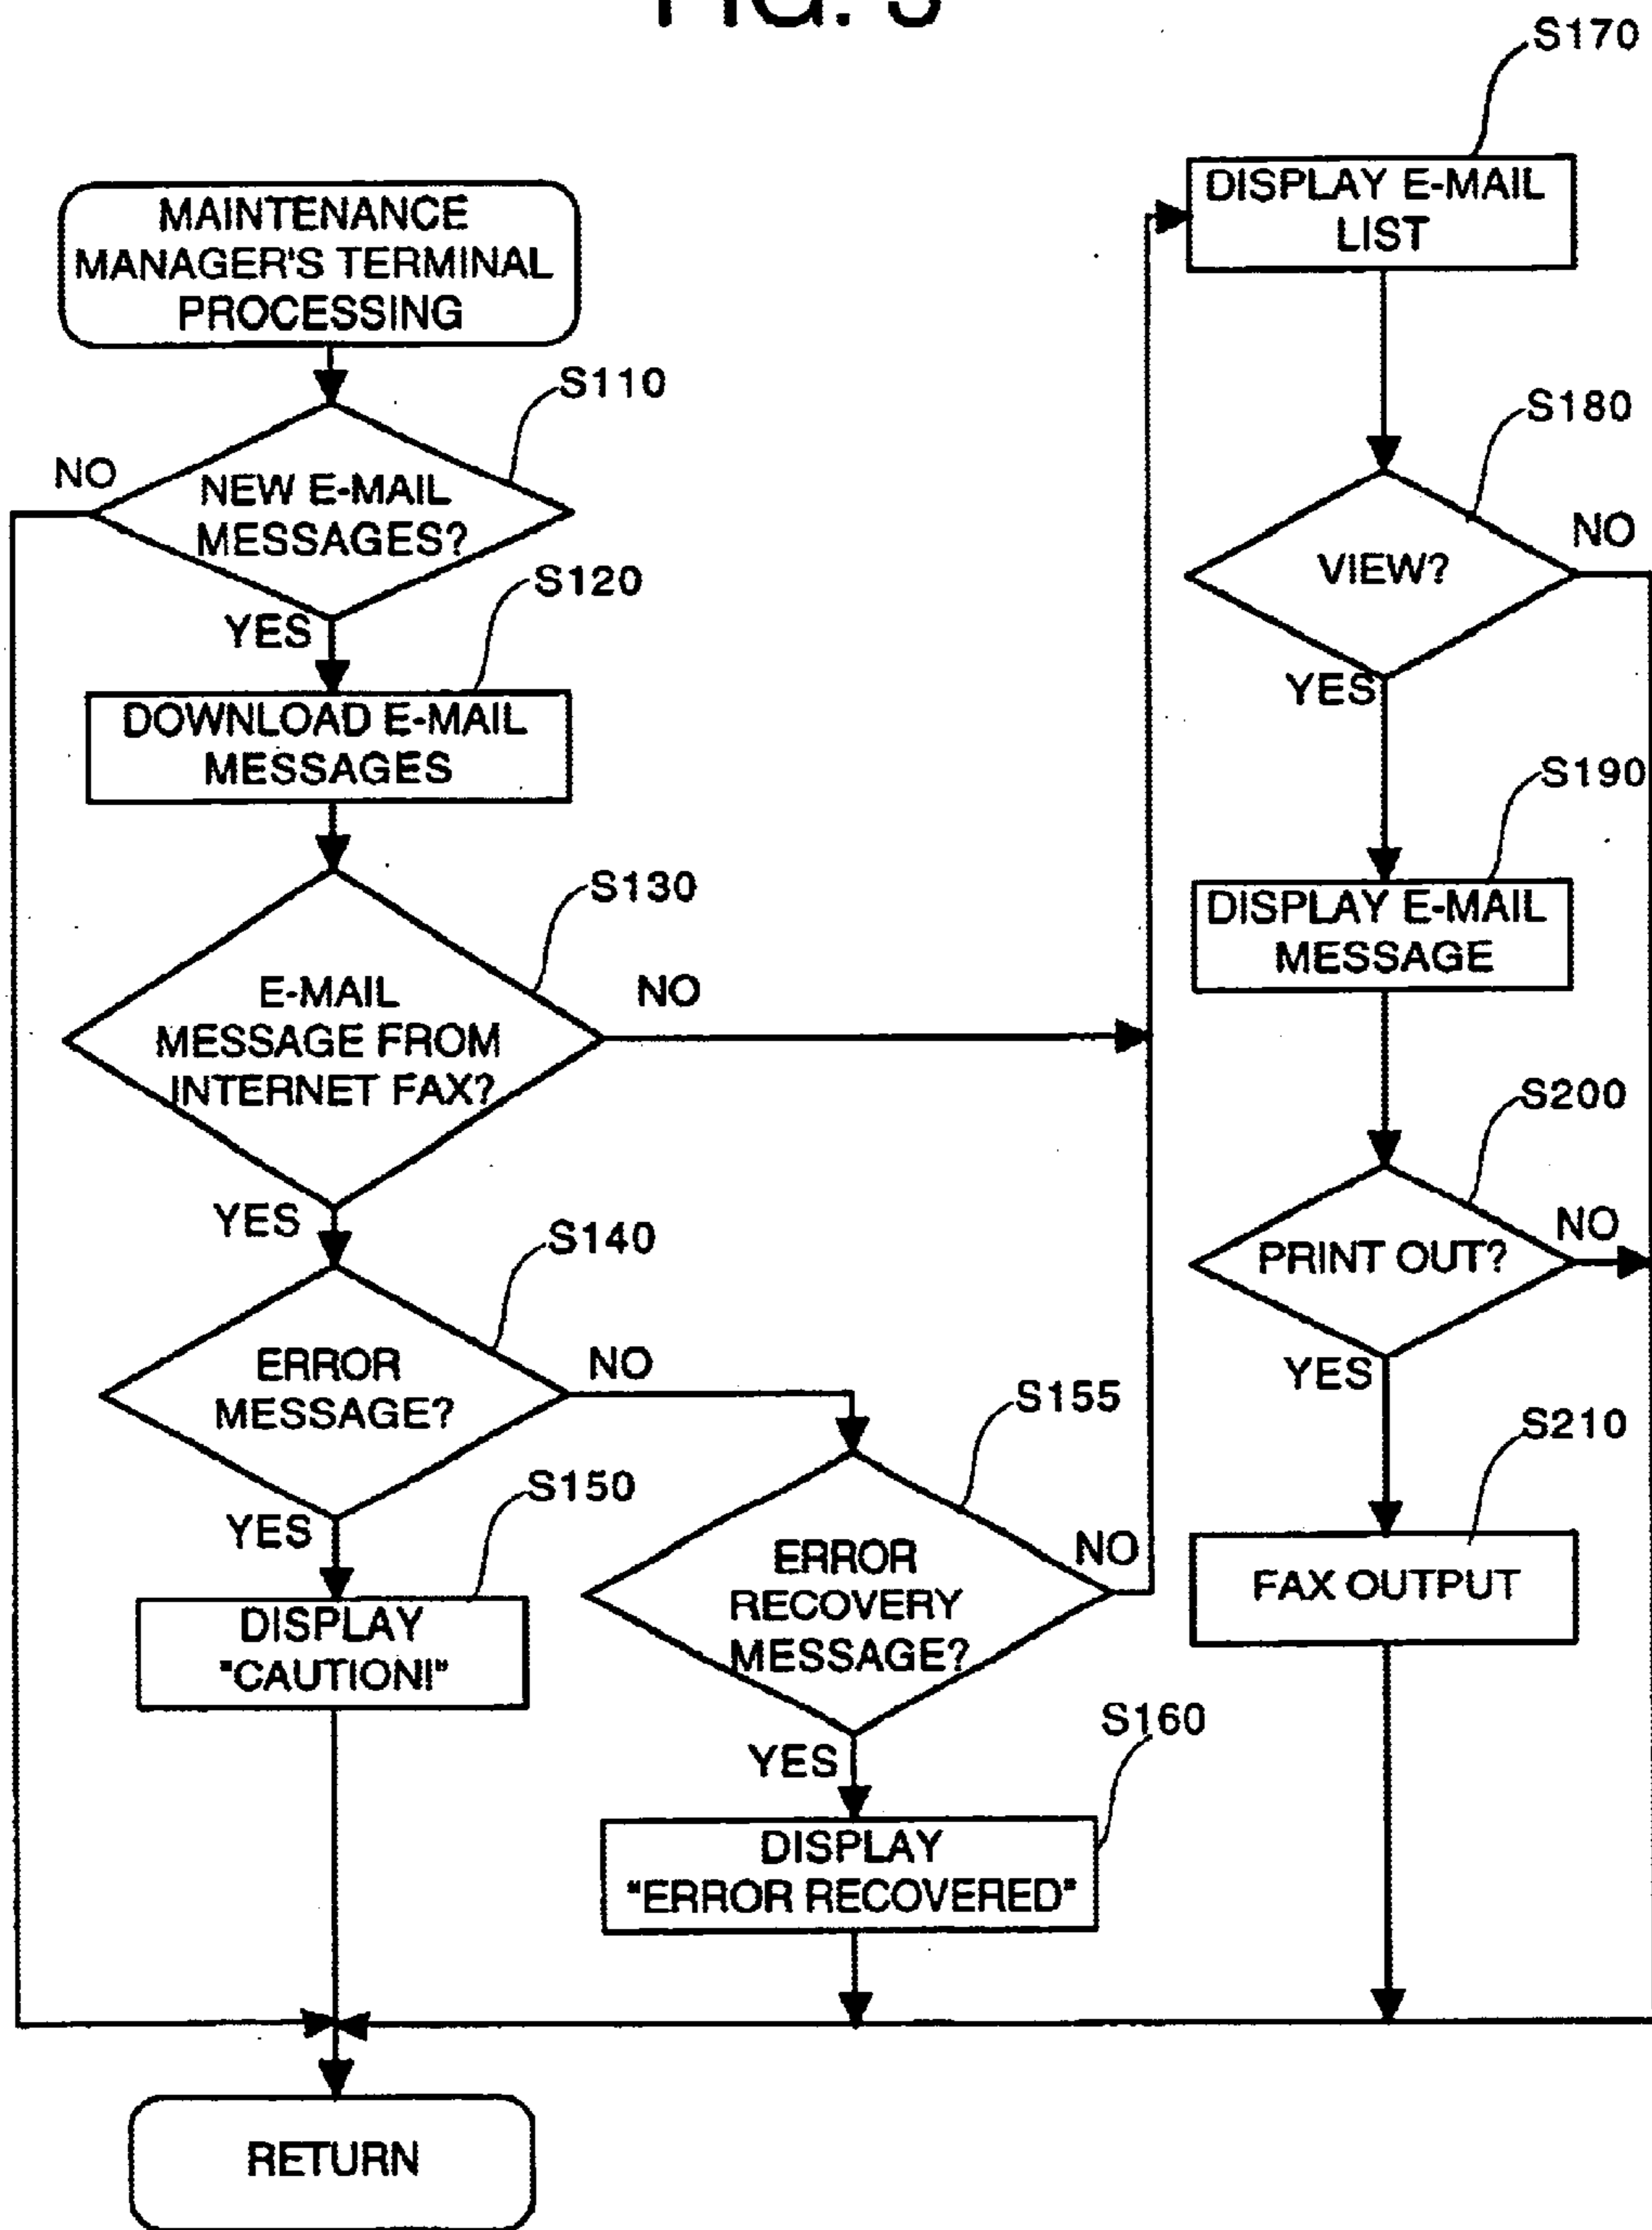 MAINTENANCE
MANAGER'S TERMINAL
PROCESSING
S110
NO
NEW E-MAIL
MESSAGES?
YES
S120
DOWNLOAD E-MAIL
MESSAGES
S130
E-MAIL
MESSAGE FROM
INTERNET FAX?
NO
YES
S140
ERROR
MESSAGE?
NO
YES
S150
DISPLAY
"CAUTION!"
S155
ERROR
RECOVERY
MESSAGE?
NO
YES
S160
DISPLAY
"ERROR RECOVERED"
S170
DISPLAY E-MAIL
LIST
S180
VIEW?
NO
YES
S190
DISPLAY E-MAIL
MESSAGE
S200
PRINT OUT?
NO
YES
S210
FAX OUTPUT
RETURN